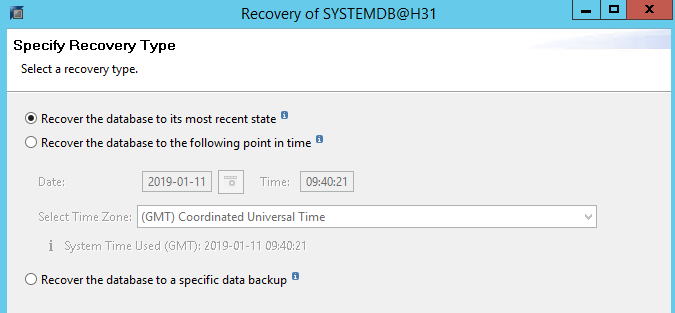 Recovery of SYSTEMDB@H31
Specify Recovery Type
Select a recovery type.
Recover the database to its most recent state
Recover the database to the following point in time
Date: 2019-01-11 Time: 09:40:21
Select Time Zone: (GMT) Coordinated Universal Time
System Time Used (GMT): 2019-01-11 09:40:21
Recover the database to a specific data backup